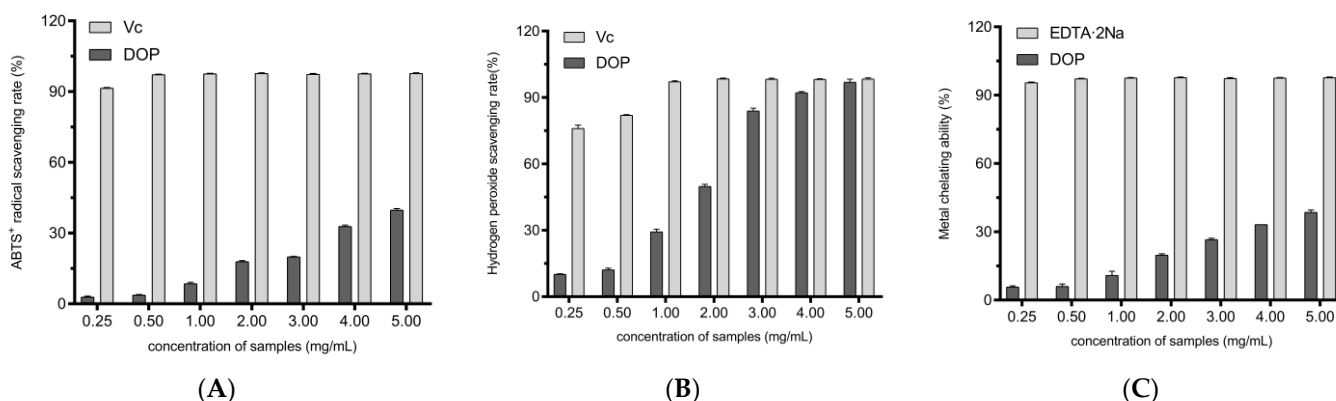 120
90
60
30
0
ABTS+ radical scavenging rate (%)
Vc
DOP
0.25 0.50 1.00 2.00 3.00 4.00 5.00
concentration of samples (mg/mL)
(A)
120
90
60
30
0
Hydrogen peroxide scavenging rate(%)
Vc
DOP
0.25 0.50 1.00 2.00 3.00 4.00 5.00
concentration of samples (mg/mL)
(B)
120
90
60
30
0
Metal chelating ability (%)
EDTA·2Na
DOP
0.25 0.50 1.00 2.00 3.00 4.00 5.00
concentration of samples (mg/mL)
(C)